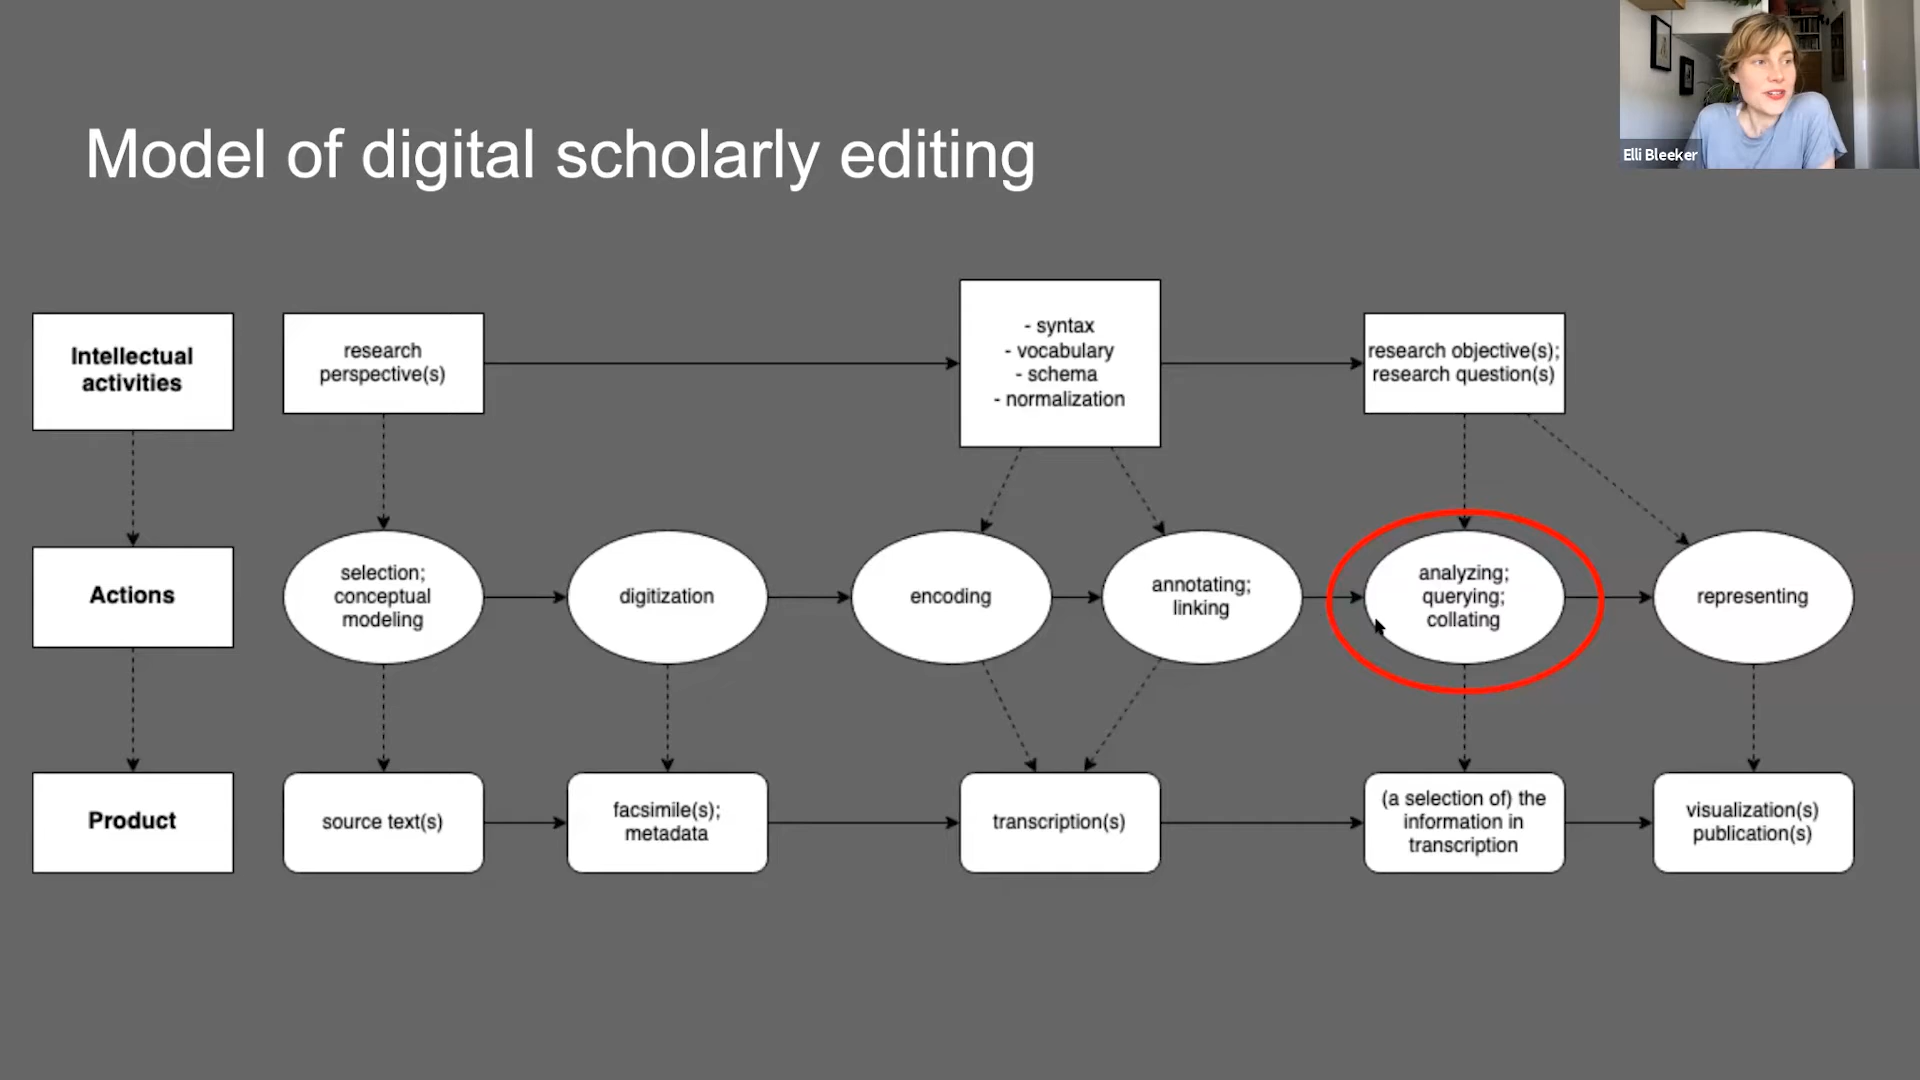 Elli Bleeker
Model of digital scholarly editing
Intellectual
activities
research
perspective(s)
- syntax
- vocabulary
- schema
- normalization
research objective(s);
research question(s)
Actions
selection;
conceptual
modeling
digitization
encoding
annotating;
linking
analyzing;
querying;
collating
representing
Product
source text(s)
facsimile(s);
metadata
transcription(s)
(a selection of) the
information in
transcription
visualization(s)
publication(s)